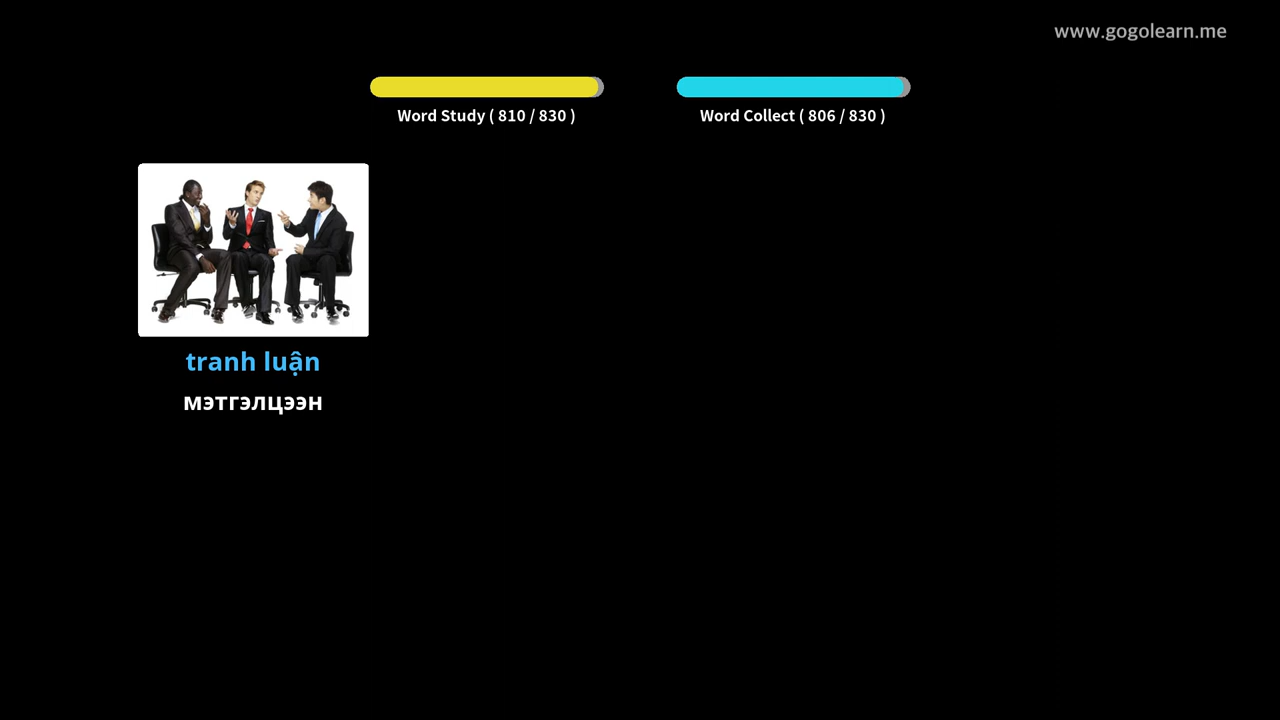 www.gogolearn.me
Word Study ( 810 / 830 )
Word Collect ( 806 / 830 )
tranh luận
мэтгэлцээн